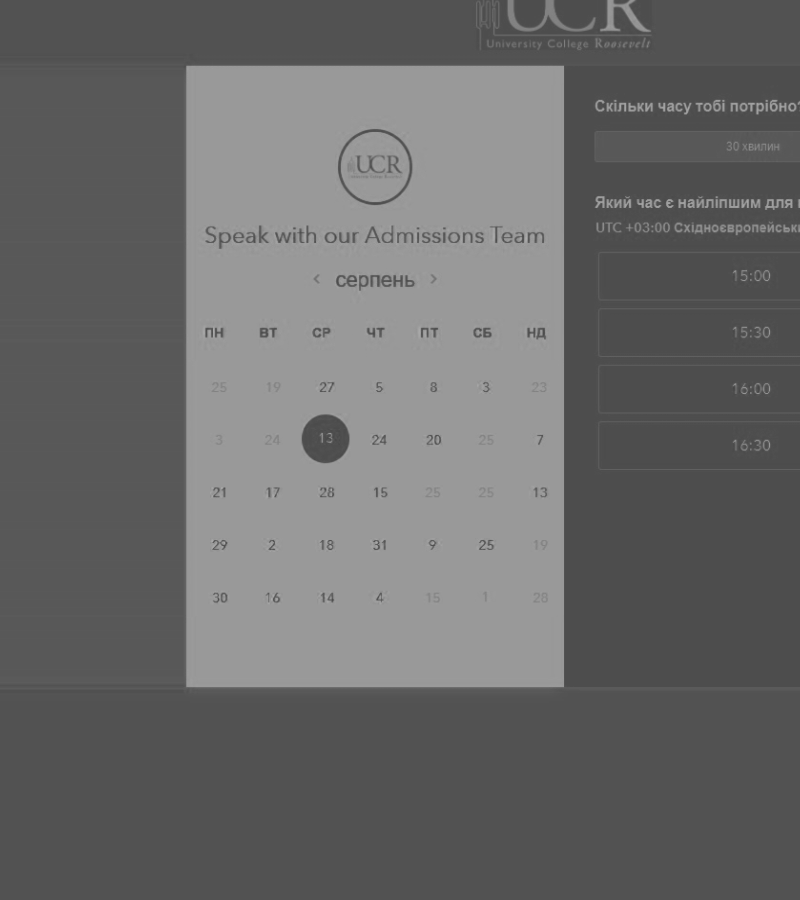 UCR
University College Roosevelt
UCR
Speak with our Admissions Team
‹ серпень ›
ПН ВТ СР ЧТ ПТ СБ НД
25 19 27 5 8 3 23
3 24 13 24 20 25 7
21 17 28 15 25 25 13
29 2 18 31 9 25 19
30 16 14 4 15 1 28
Скільки часу тобі потрібно?
30 хвилин
Який час є найліпшим для
UTC +03:00 Східноєвропейськ
15:00
15:30
16:00
16:30